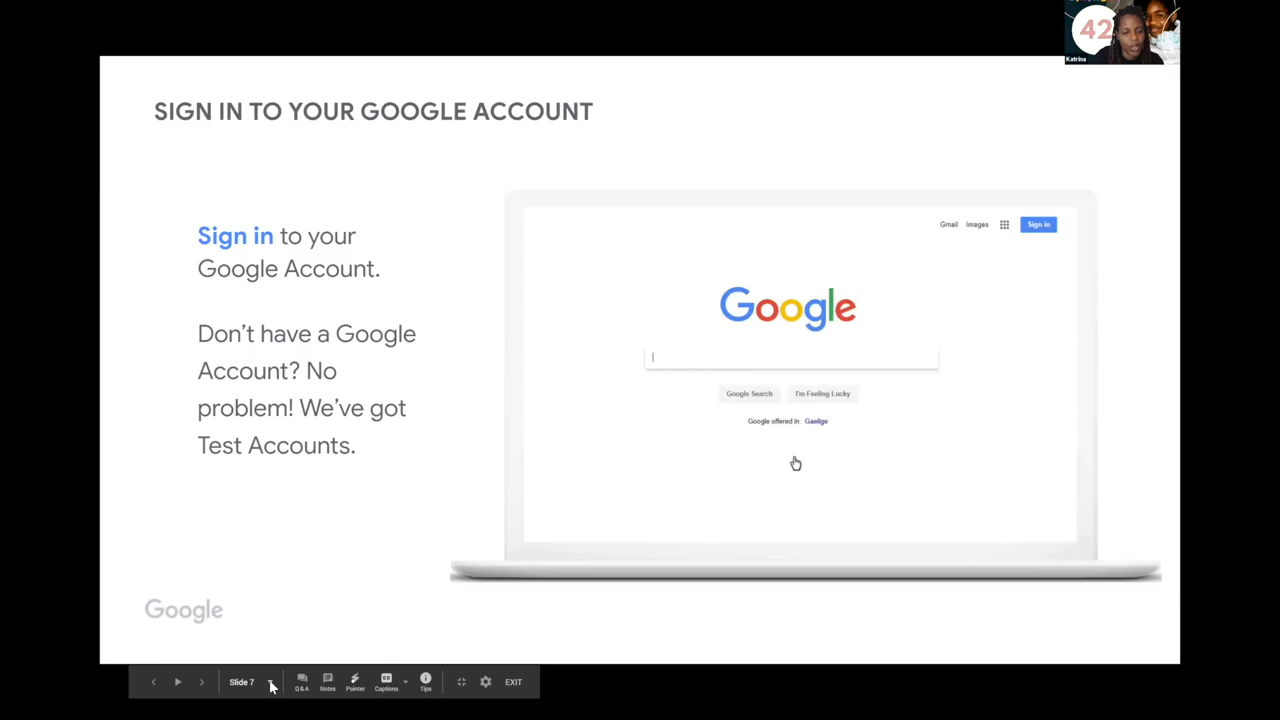 42
Katrina
SIGN IN TO YOUR GOOGLE ACCOUNT
Sign in to your
Google Account.
Don't have a Google
Account? No
problem! We've got
Test Accounts.
Gmail Images Sign in
Google
Google Search I'm Feeling Lucky
Google offered in: Gaeilge
Google
Slide 7 Q&A Notes Pointer Captions Tips EXIT